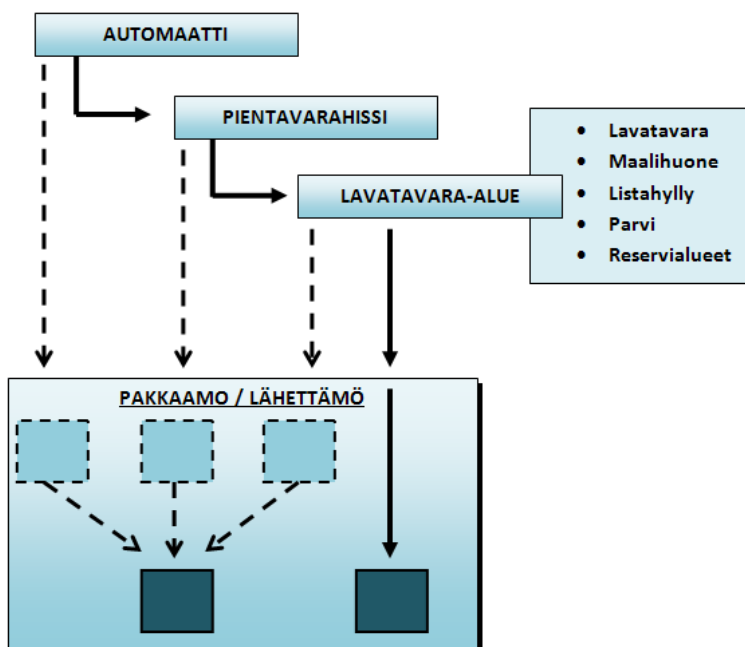 AUTOMAATTI
PIENTAVARAHISSI
LAVATAVARA-ALUE
• Lavatavara
• Maalihuone
• Listahylly
• Parvi
• Reservialueet
PAKKAAMO / LÄHETTÄMÖ